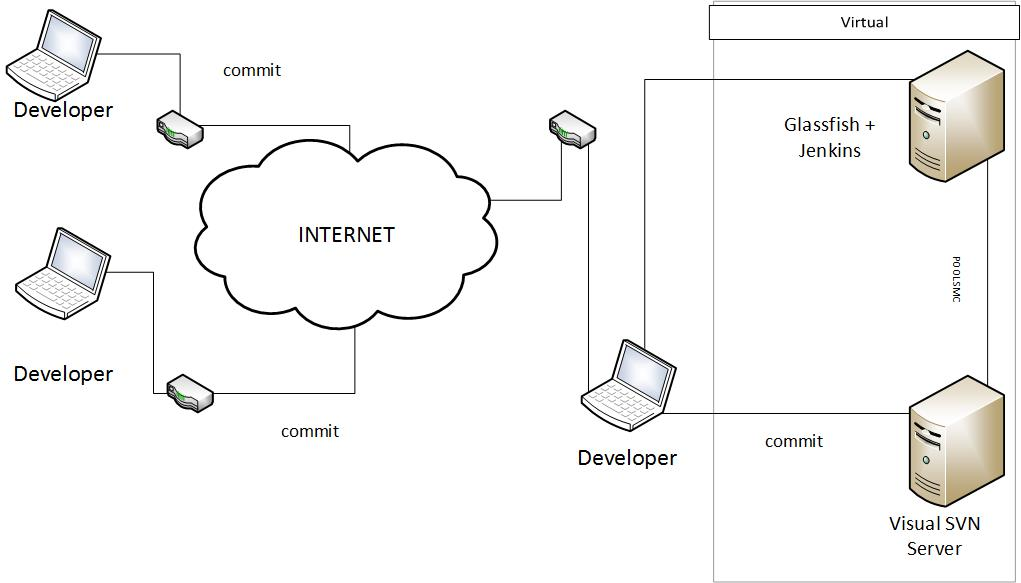 Virtual
commit
Developer
Glassfish +
Jenkins
INTERNET
POOLSMC
Developer
commit
commit
Developer
Visual SVN
Server